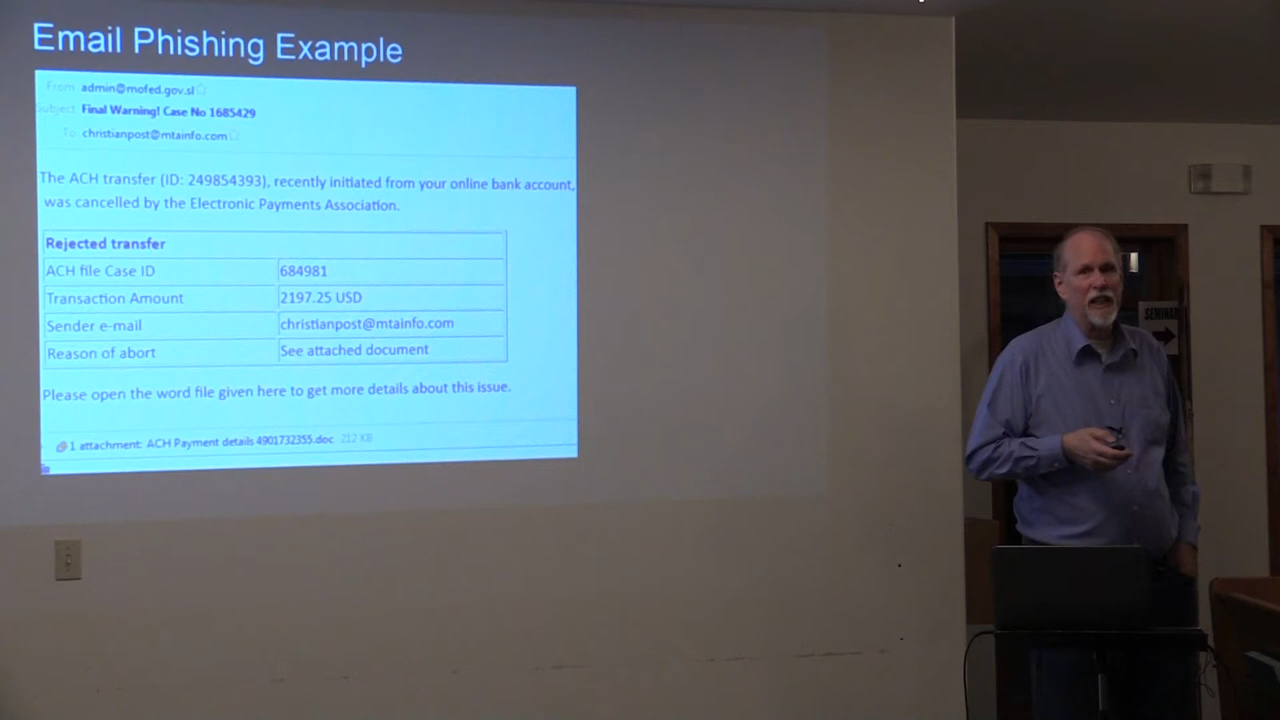 Email Phishing Example
From admin@mofed.gov.sl
Subject Final Warning! Case No 1685429
To christianpost@mtainfo.com
The ACH transfer (ID: 249854393), recently initiated from your online bank account,
was cancelled by the Electronic Payments Association.
Rejected transfer
ACH file Case ID 684981
Transaction Amount 2197.25 USD
Sender e-mail christianpost@mtainfo.com
Reason of abort See attached document
Please open the word file given here to get more details about this issue.
1 attachment: ACH Payment details 4901732355.doc 212 KB
SEMINAR